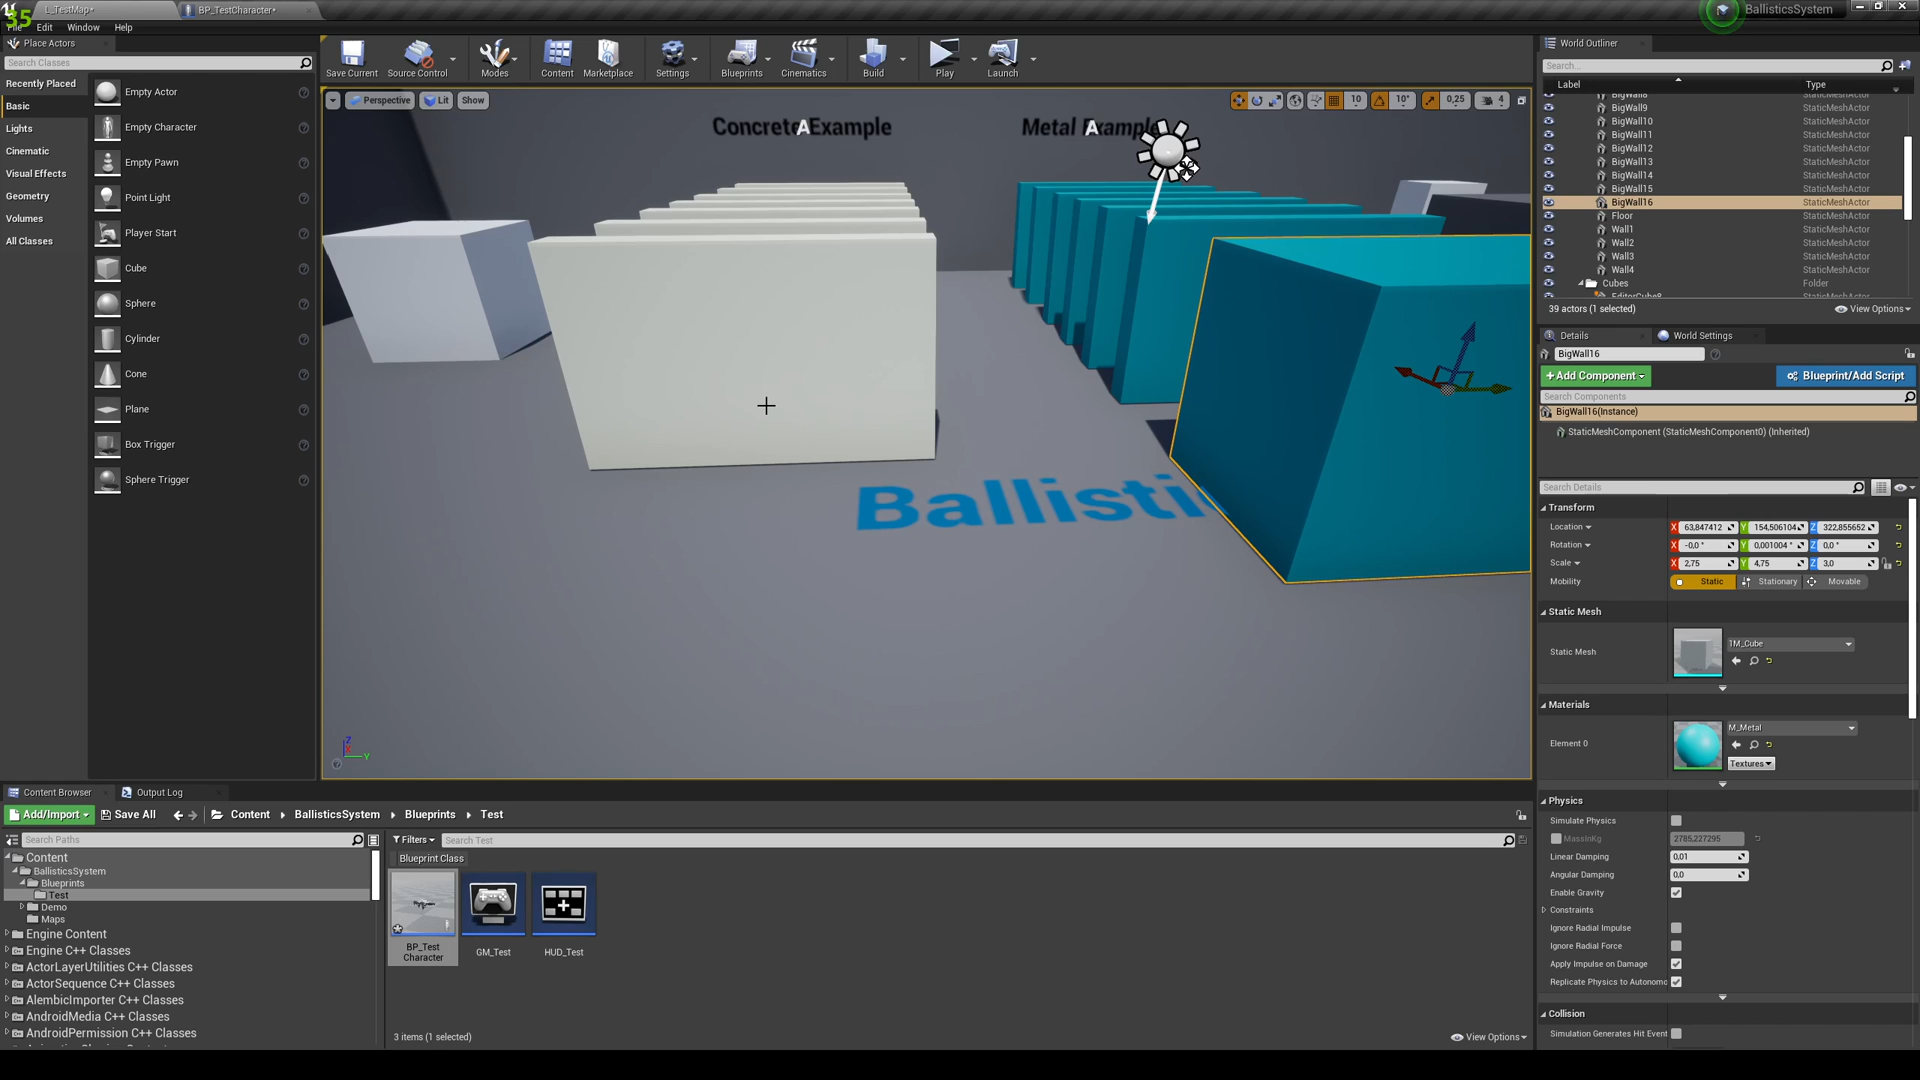 35
L_TestMap*
BP_TestCharacter*
BallisticsSystem
File Edit Window Help
Place Actors
Search Classes
Recently Placed
Basic
Lights
Cinematic
Visual Effects
Geometry
Volumes
All Classes
Empty Actor
Empty Character
Empty Pawn
Point Light
Player Start
Cube
Sphere
Cylinder
Cone
Plane
Box Trigger
Sphere Trigger
Save Current
Source Control
Modes
Content
Marketplace
Settings
Blueprints
Cinematics
Build
Play
Launch
Perspective
Lit
Show
10
10°
0,25
4
Concrete Example
A
Metal Example
A
Ballistic
Z
X
Y
World Outliner
Search...
Label Type
BigWall8 StaticMeshActor
BigWall9 StaticMeshActor
BigWall10 StaticMeshActor
BigWall11 StaticMeshActor
BigWall12 StaticMeshActor
BigWall13 StaticMeshActor
BigWall14 StaticMeshActor
BigWall15 StaticMeshActor
BigWall16 StaticMeshActor
Floor StaticMeshActor
Wall1 StaticMeshActor
Wall2 StaticMeshActor
Wall3 StaticMeshActor
Wall4 StaticMeshActor
Cubes Folder
EditorCube8 StaticMeshActor
39 actors (1 selected)
View Options
Details
World Settings
BigWall16
+Add Component
Blueprint/Add Script
Search Components
BigWall16(Instance)
StaticMeshComponent (StaticMeshComponent0) (Inherited)
Search Details
Transform
Location X 63,847412 Y 154,506104 Z 322,855652
Rotation X -0,0 ° Y 0,001004 ° Z 0,0 °
Scale X 2,75 Y 4,75 Z 3,0
Mobility Static Stationary Movable
Static Mesh
Static Mesh
1M_Cube
Materials
Element 0
M_Metal
Textures
Physics
Simulate Physics
MassInKg 2785,227295
Linear Damping 0,01
Angular Damping 0,0
Enable Gravity
Constraints
Ignore Radial Impulse
Ignore Radial Force
Apply Impulse on Damage
Replicate Physics to Autonomo
Collision
Simulation Generates Hit Event
Content Browser
Output Log
Add/Import
Save All
Content
BallisticsSystem
Blueprints
Test
Search Paths
Filters
Search Test
Content
BallisticsSystem
Blueprints
Test
Demo
Maps
Engine Content
Engine C++ Classes
ActorLayerUtilities C++ Classes
ActorSequence C++ Classes
AlembicImporter C++ Classes
AndroidMedia C++ Classes
AndroidPermission C++ Classes
Blueprint Class
BP_Test
Character
GM_Test
HUD_Test
3 items (1 selected)
View Options